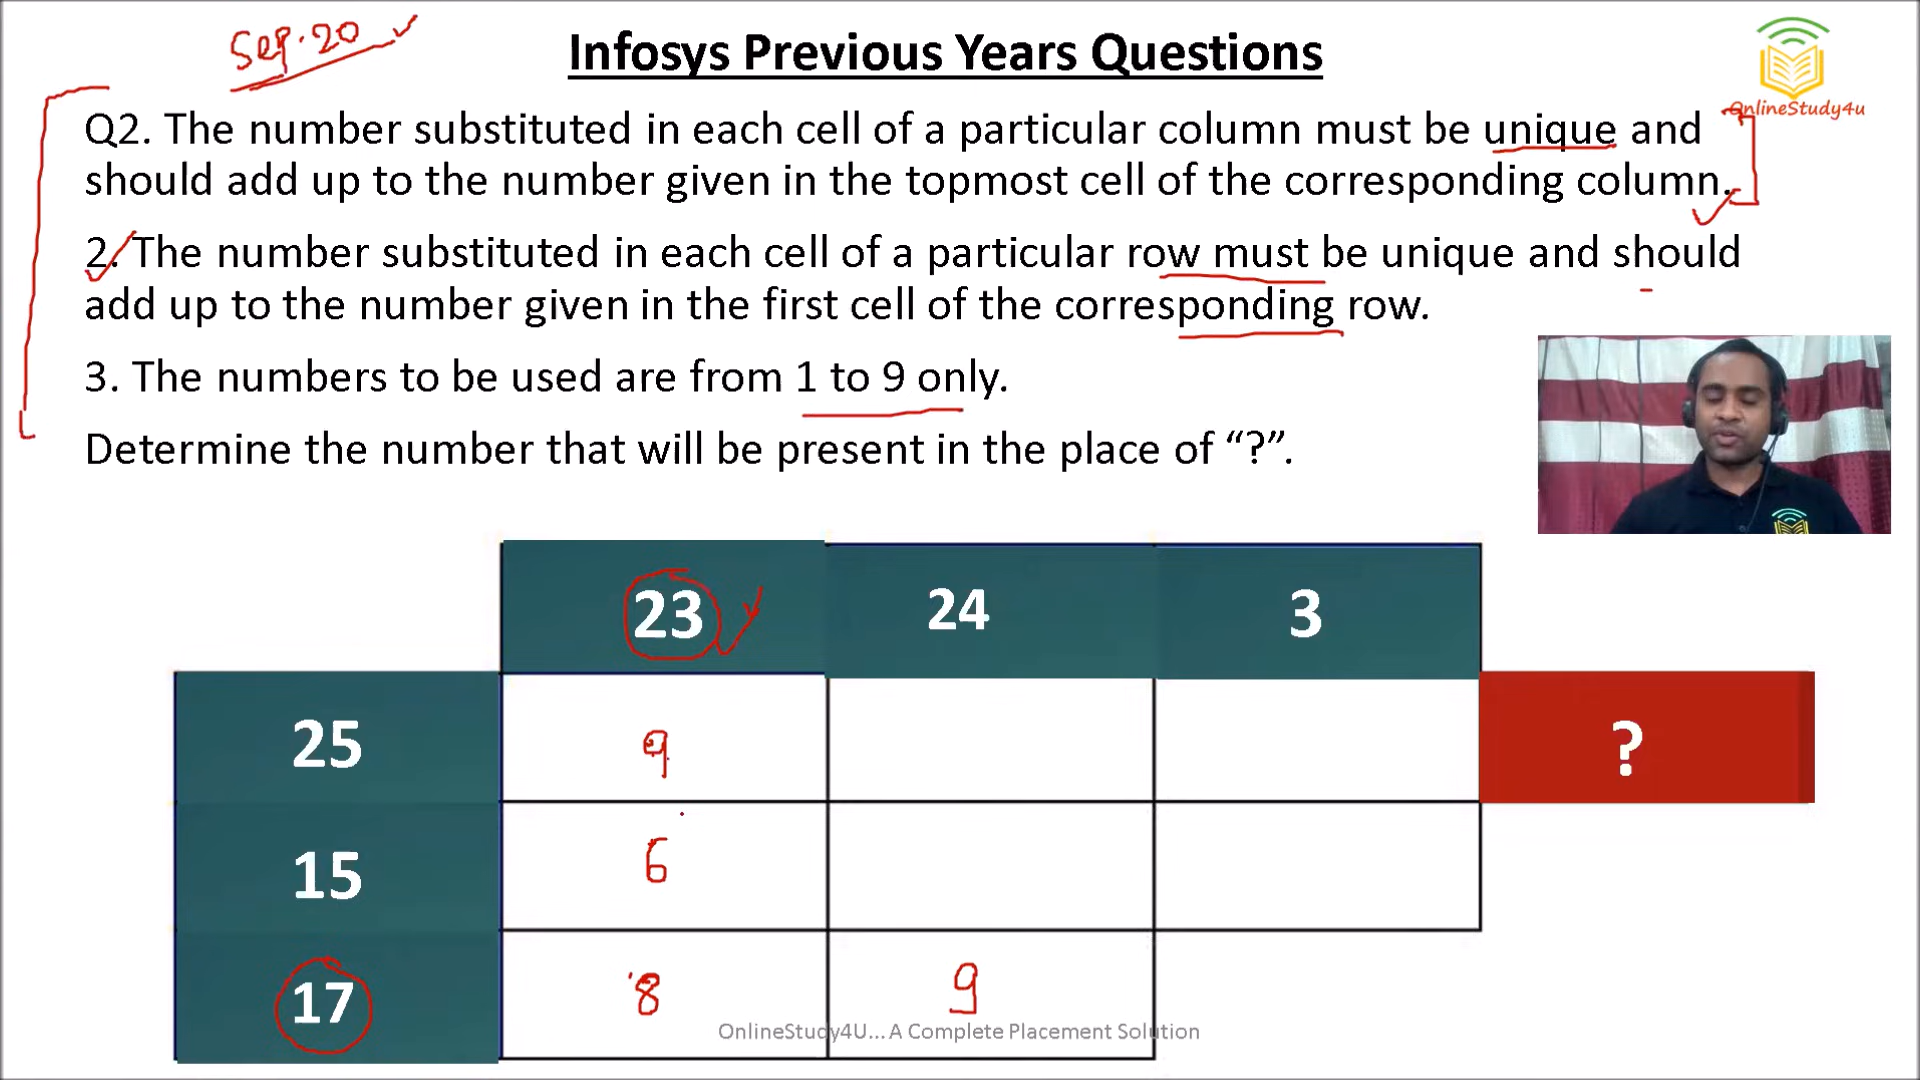 Sep.20
Infosys Previous Years Questions
OnlineStudy4u
Q2. The number substituted in each cell of a particular column must be unique and
should add up to the number given in the topmost cell of the corresponding column.
2. The number substituted in each cell of a particular row must be unique and should
add up to the number given in the first cell of the corresponding row.
3. The numbers to be used are from 1 to 9 only.
Determine the number that will be present in the place of “?”.
23 24 3
25 9 ?
15 6
17 8 9
OnlineStudy4U... A Complete Placement Solution